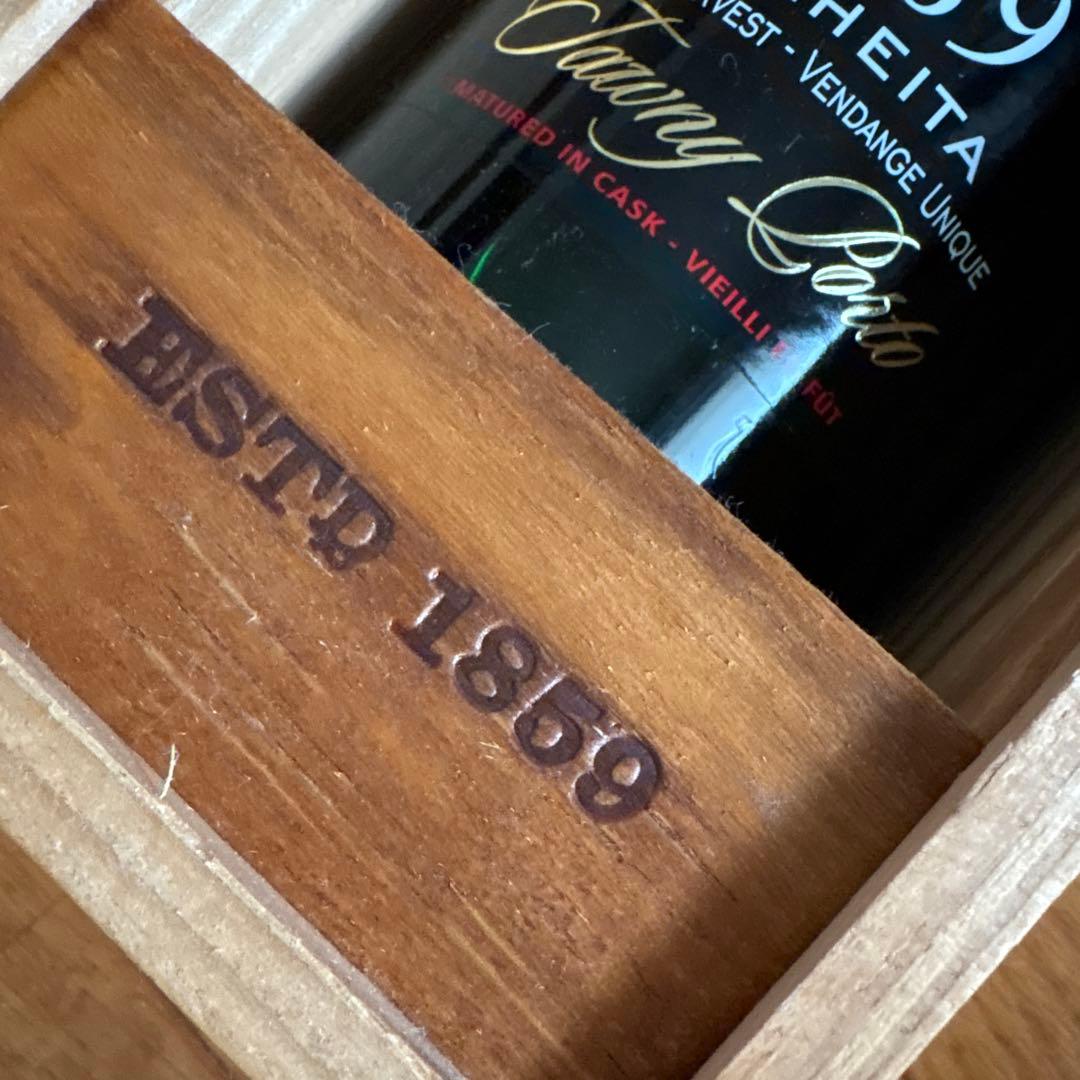 9
HEITA
VEST - VENDANGE UNIQUE
Tawny Porto
MATURED IN CASK - VIEILLI FÛT
ESTD 1859